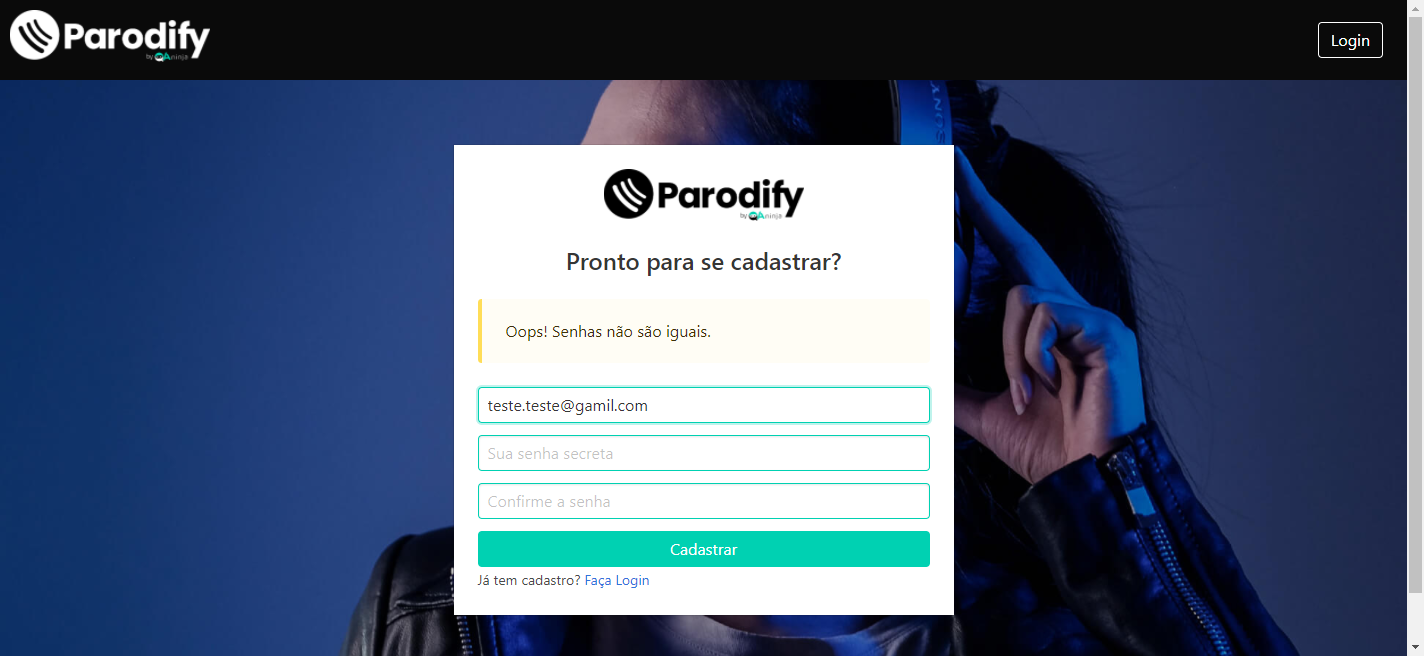 Parodify
by QAninja
Login
SONY
Parodify
by QAninja
Pronto para se cadastrar?
Oops! Senhas não são iguais.
teste.teste@gamil.com
Sua senha secreta
Confirme a senha
Cadastrar
Já tem cadastro? Faça Login